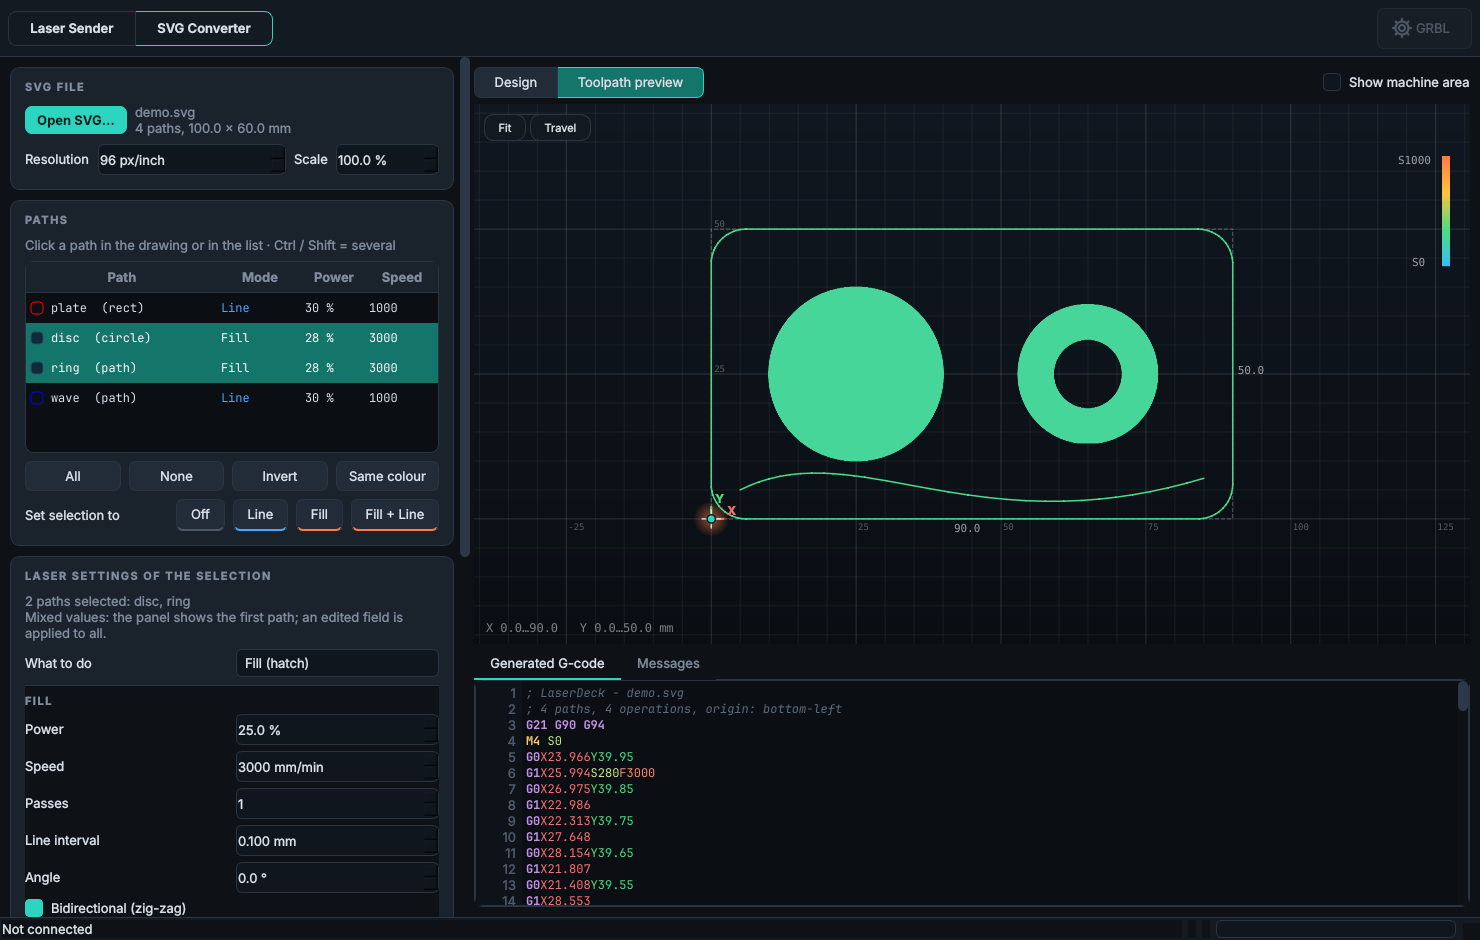 Laser Sender
SVG Converter
GRBL
SVG FILE
Open SVG...
demo.svg
4 paths, 100.0 × 60.0 mm
Resolution
96 px/inch
Scale
100.0 %
PATHS
Click a path in the drawing or in the list · Ctrl / Shift = several
Path Mode Power Speed
plate (rect) Line 30 % 1000
disc (circle) Fill 28 % 3000
ring (path) Fill 28 % 3000
wave (path) Line 30 % 1000
All
None
Invert
Same colour
Set selection to
Off
Line
Fill
Fill + Line
LASER SETTINGS OF THE SELECTION
2 paths selected: disc, ring
Mixed values: the panel shows the first path; an edited field is
applied to all.
What to do
Fill (hatch)
FILL
Power
25.0 %
Speed
3000 mm/min
Passes
1
Line interval
0.100 mm
Angle
0.0 °
Bidirectional (zig-zag)
Not connected
Design
Toolpath preview
Show machine area
Fit
Travel
S1000
S0
50
25
50.0
Y
X
-25
25
90.0
50
75
100
125
X 0.0…90.0 Y 0.0…50.0 mm
Generated G-code
Messages
1 ; LaserDeck - demo.svg
2 ; 4 paths, 4 operations, origin: bottom-left
3 G21 G90 G94
4 M4 S0
5 G0X23.966Y39.95
6 G1X25.994S280F3000
7 G0X26.975Y39.85
8 G1X22.986
9 G0X22.313Y39.75
10 G1X27.648
11 G0X28.154Y39.65
12 G1X21.807
13 G0X21.408Y39.55
14 G1X28.553